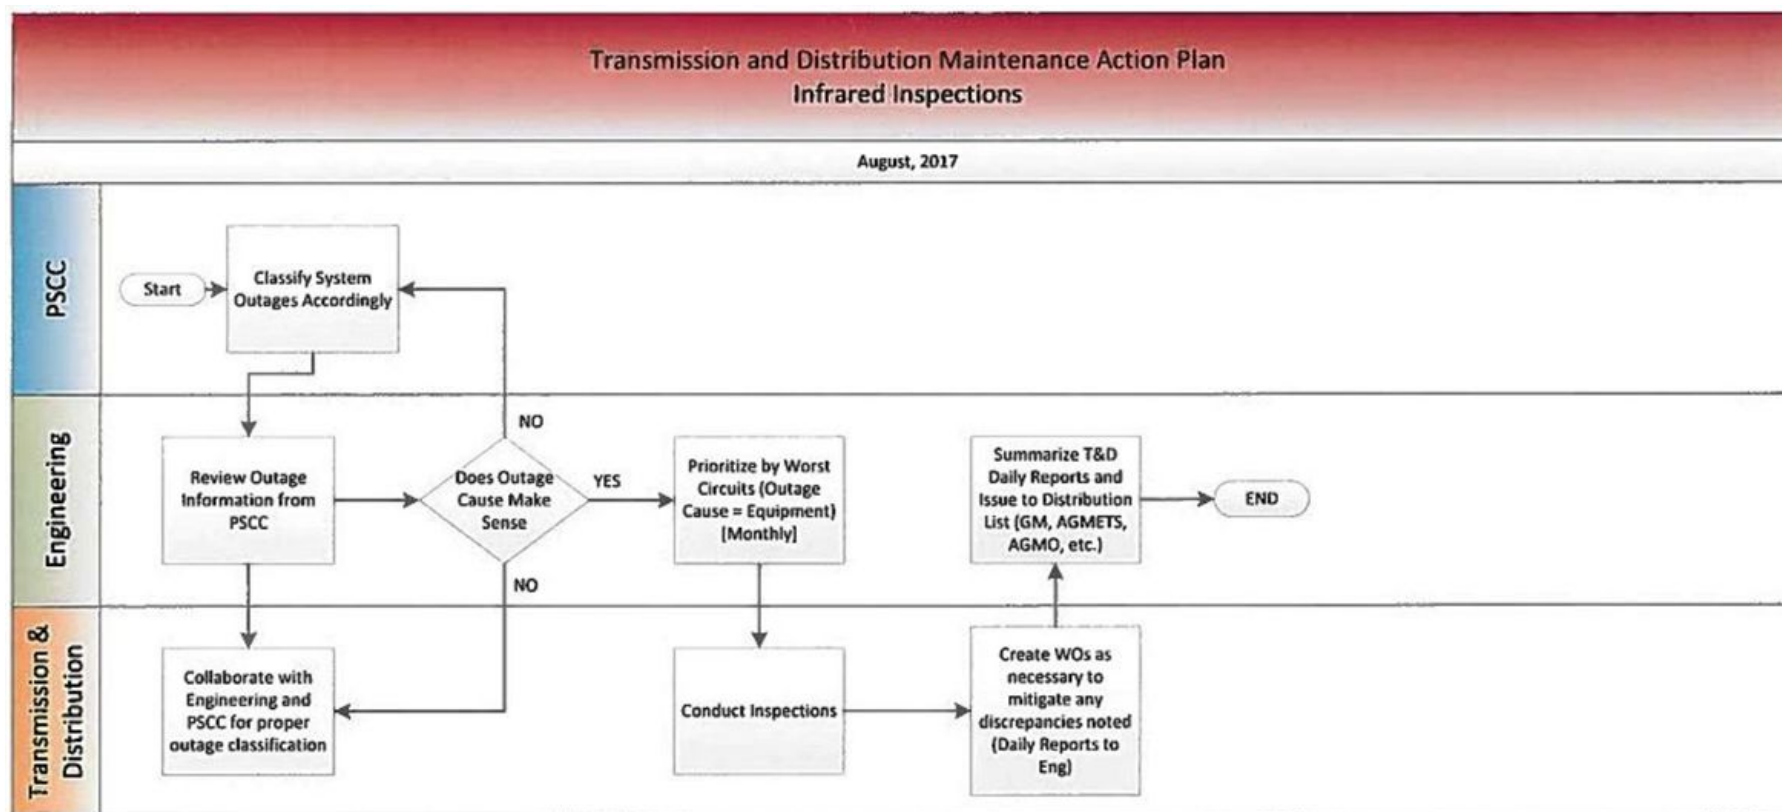 Transmission and Distribution Maintenance Action Plan
Infrared Inspections
August, 2017
PSCC
Start
Classify System
Outages Accordingly
Engineering
Review Outage
Information from
PSCC
Does Outage
Cause Make
Sense
NO
YES
NO
Prioritize by Worst
Circuits (Outage
Cause = Equipment)
[Monthly]
Summarize T&D
Daily Reports and
Issue to Distribution
List (GM, AGMETS,
AGMO, etc.)
END
Transmission &
Distribution
Collaborate with
Engineering and
PSCC for proper
outage classification
Conduct Inspections
Create WOs as
necessary to
mitigate any
discrepancies noted
(Daily Reports to
Eng)